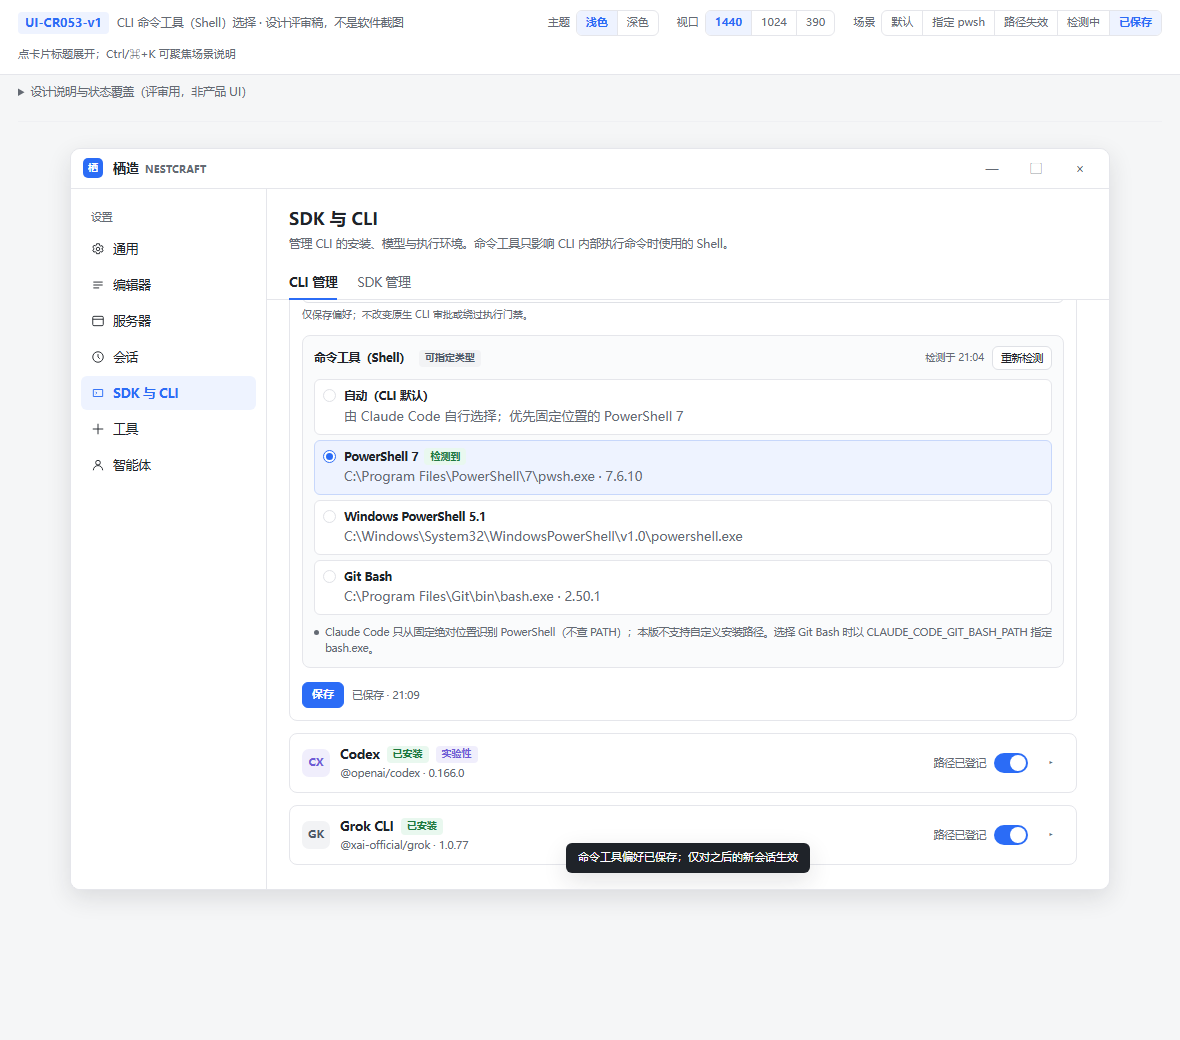 UI-CR053-v1 CLI 命令工具（Shell）选择 · 设计评审稿，不是软件截图 主题 浅色 深色 视口 1440 1024 390 场景 默认 指定 pwsh 路径失效 检测中 已保存
点卡片标题展开；Ctrl/⌘+K 可聚焦场景说明
▶ 设计说明与状态覆盖（评审用，非产品 UI）
栖 栖造 NESTCRAFT
设置
通用
编辑器
服务器
会话
SDK 与 CLI
工具
智能体
SDK 与 CLI
管理 CLI 的安装、模型与执行环境。命令工具只影响 CLI 内部执行命令时使用的 Shell。
CLI 管理 SDK 管理
仅保存偏好；不改变原生 CLI 审批或绕过执行门禁。
命令工具（Shell） 可指定类型 检测于 21:04 重新检测
自动（CLI 默认）
由 Claude Code 自行选择；优先固定位置的 PowerShell 7
PowerShell 7 检测到
C:\Program Files\PowerShell\7\pwsh.exe · 7.6.10
Windows PowerShell 5.1
C:\Windows\System32\WindowsPowerShell\v1.0\powershell.exe
Git Bash
C:\Program Files\Git\bin\bash.exe · 2.50.1
Claude Code 只从固定绝对位置识别 PowerShell（不查 PATH）；本版不支持自定义安装路径。选择 Git Bash 时以 CLAUDE_CODE_GIT_BASH_PATH 指定
bash.exe。
保存 已保存 · 21:09
CX Codex 已安装 实验性 路径已登记
@openai/codex · 0.166.0
GK Grok CLI 已安装 路径已登记
@xai-official/grok · 1.0.77
命令工具偏好已保存；仅对之后的新会话生效